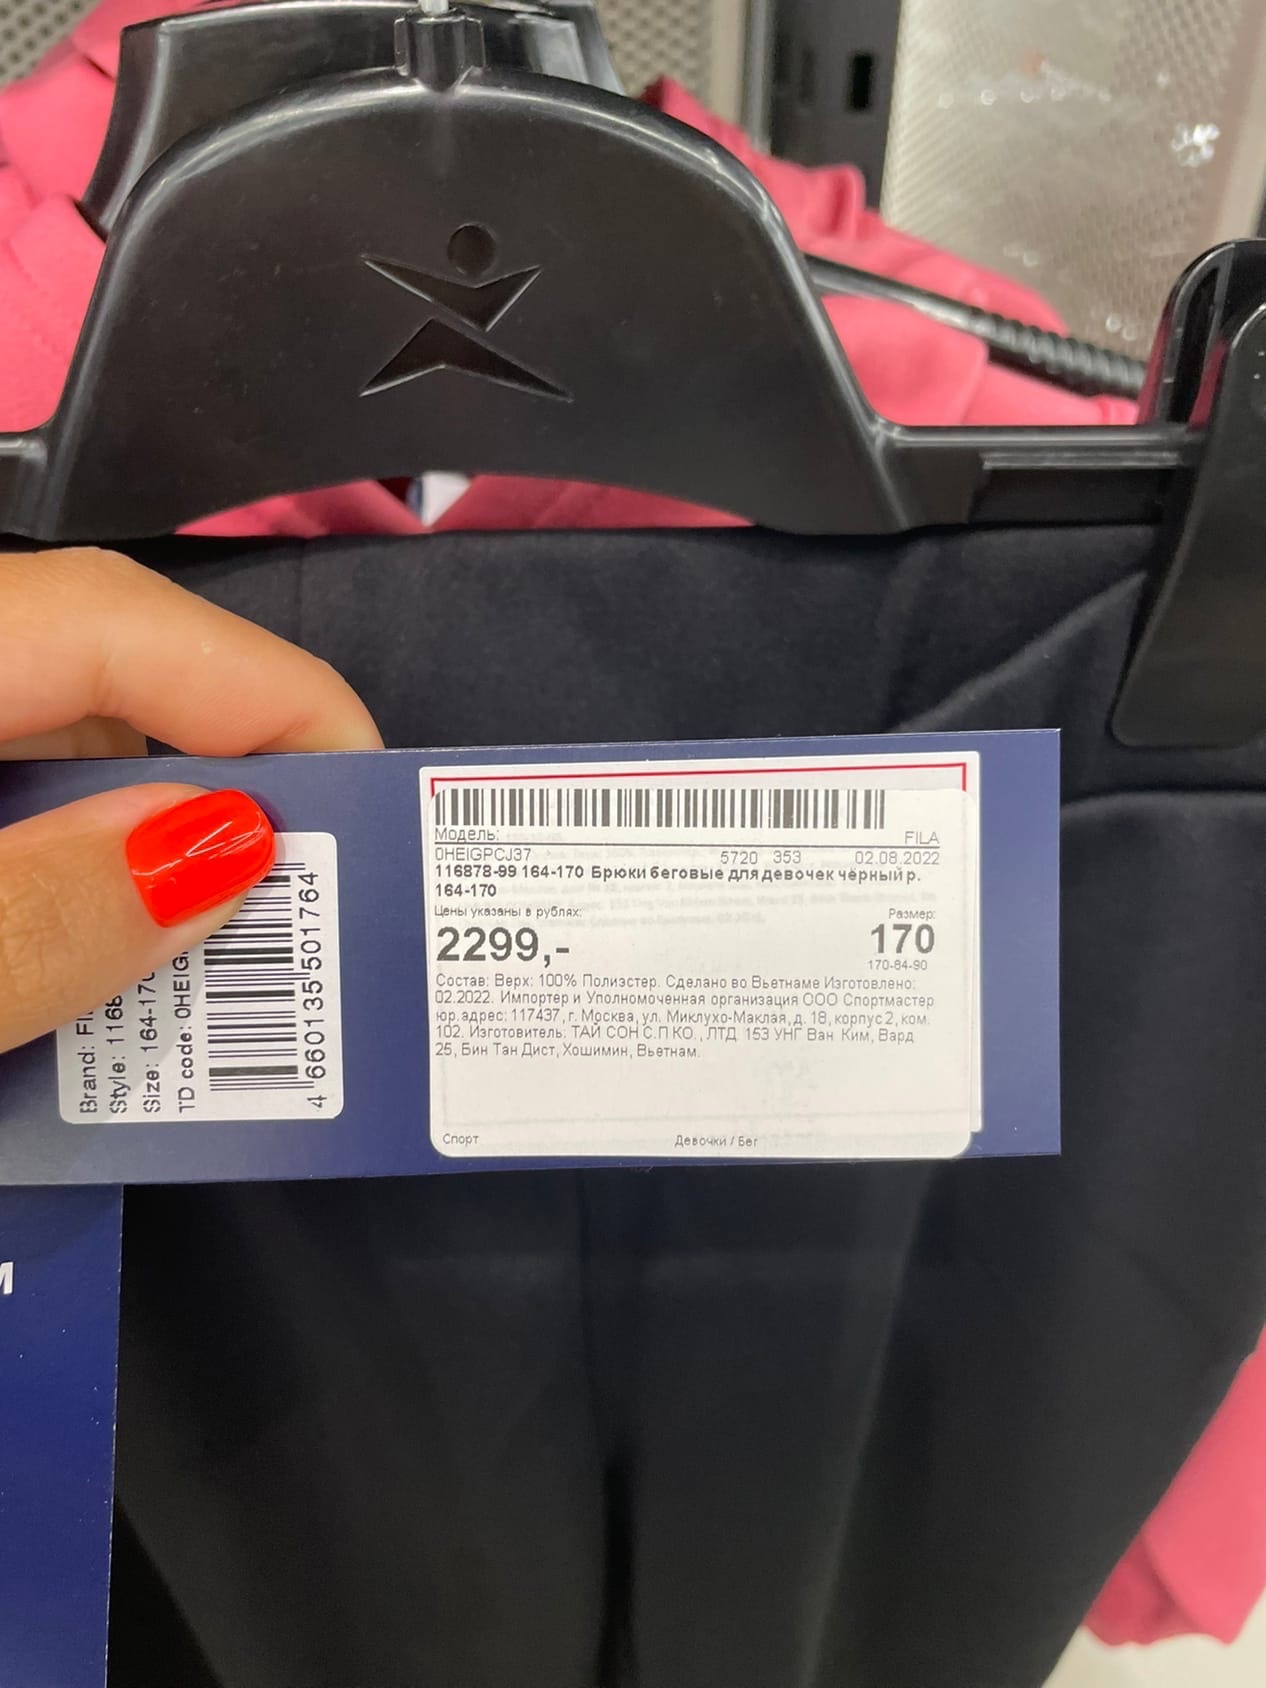 Модель:
FILA
0HEIGPCJ37 5720 353 02.08.2022
116878-99 164-170 Брюки беговые для девочек чёрный р.
164-170
Цены указаны в рублях:
Размер:
2299,-
170
170-84-90
Состав: Верх: 100% Полиэстер. Сделано во Вьетнаме Изготовлено:
02.2022. Импортер и Уполномоченная организация ООО Спортмастер
юр.адрес: 117437, г. Москва, ул. Миклухо-Маклая, д. 18, корпус 2, ком.
102. Изготовитель: ТАЙ СОН С.П КО., ЛТД. 153 УНГ Ван Ким, Вард
25, Бин Тан Дист, Хошимин, Вьетнам.
Спорт
Девочки / Бег
Brand: FI
Style: 1168
Size: 164-170
TD code: 0HEIG
4 660135 501764
M